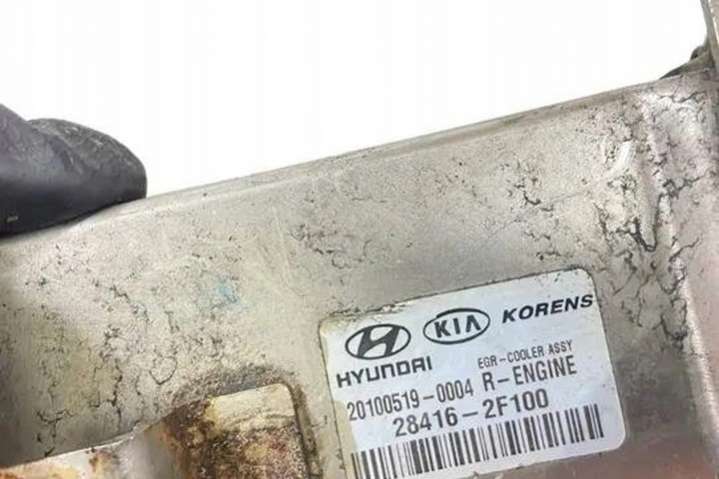 HYUNDAI KIA KORENS
EGR-COOLER ASSY
20100519-0004 R-ENGINE
28416-2F100